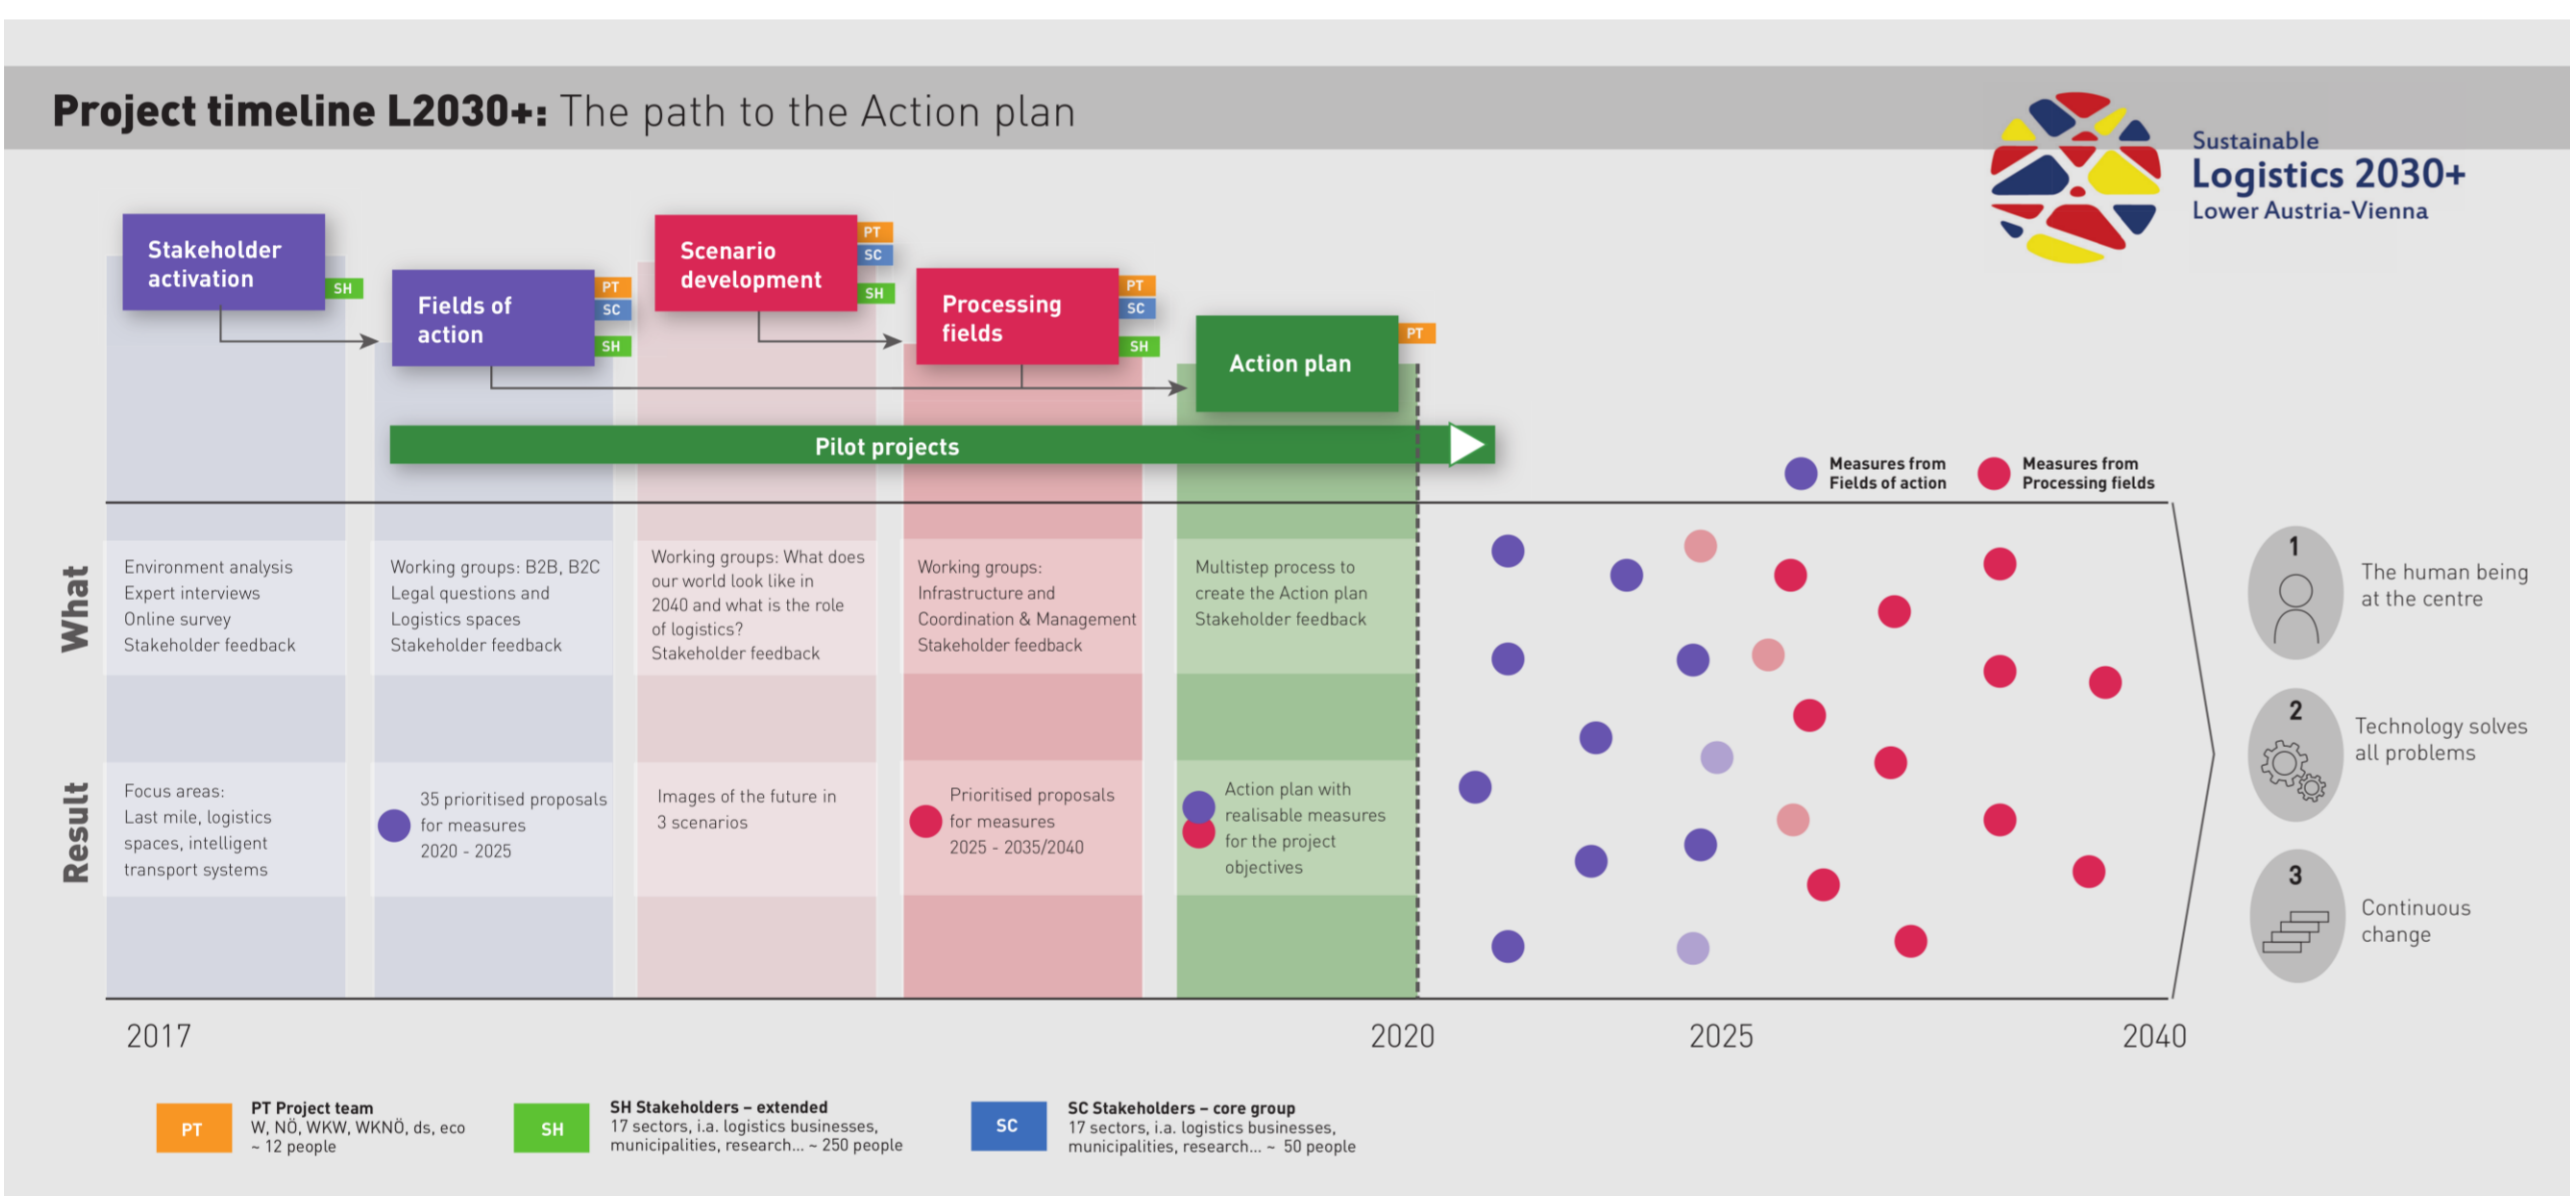 Project timeline L2030+: The path to the Action plan
Sustainable
Logistics 2030+
Lower Austria-Vienna
Stakeholder
activation
SH
Fields of
action
PT
SC
SH
Scenario
development
PT
SC
SH
Processing
fields
PT
SC
SH
Action plan
PT
Pilot projects
Measures from
Fields of action
Measures from
Processing fields
What
Environment analysis
Expert interviews
Online survey
Stakeholder feedback
Working groups: B2B, B2C
Legal questions and
Logistics spaces
Stakeholder feedback
Working groups: What does
our world look like in
2040 and what is the role
of logistics?
Stakeholder feedback
Working groups:
Infrastructure and
Coordination & Management
Stakeholder feedback
Multistep process to
create the Action plan
Stakeholder feedback
Result
Focus areas:
Last mile, logistics
spaces, intelligent
transport systems
35 prioritised proposals
for measures
2020 - 2025
Images of the future in
3 scenarios
Prioritised proposals
for measures
2025 - 2035/2040
Action plan with
realisable measures
for the project
objectives
1
The human being
at the centre
2
Technology solves
all problems
3
Continuous
change
2017
2020
2025
2040
PT
PT Project team
W, NÖ, WKW, WKNÖ, ds, eco
~ 12 people
SH
SH Stakeholders – extended
17 sectors, i.a. logistics businesses,
municipalities, research... ~ 250 people
SC
SC Stakeholders – core group
17 sectors, i.a. logistics businesses,
municipalities, research... ~ 50 people